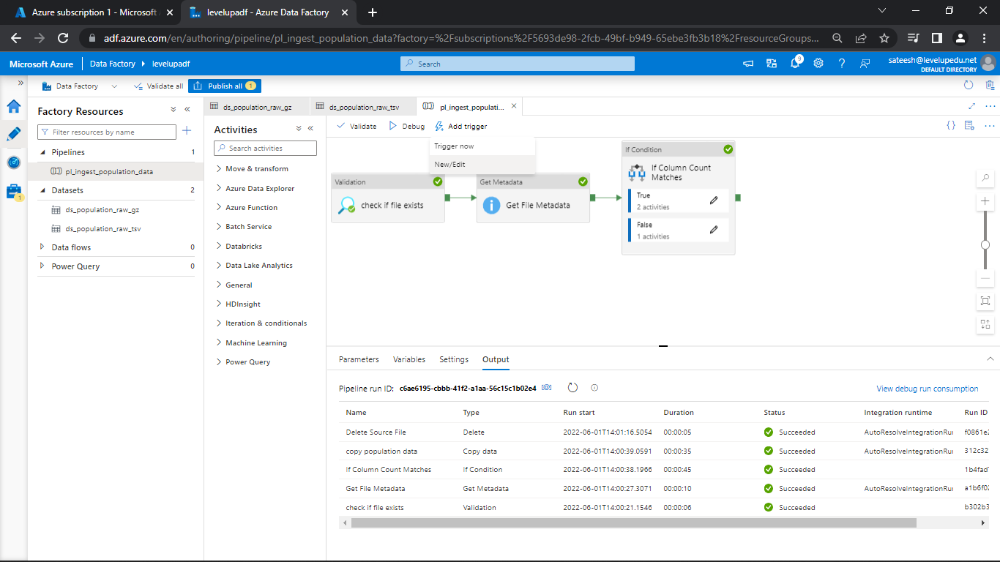 Azure subscription 1 - Microsoft
levelupadf - Azure Data Factory
adf.azure.com/en/authoring/pipeline/pl_ingest_population_data?factory=%2Fsubscriptions%2F5693de98-2fcb-49bf-b949-65ebe3fb3b18%2FresourceGroups...
Microsoft Azure
Data Factory
levelupadf
Search
9
sateesh@levelupedu.net
DEFAULT DIRECTORY
Data Factory
Validate all
Publish all 1
1
Factory Resources
Filter resources by name
Pipelines 1
pl_ingest_population_data
Datasets 2
ds_population_raw_gz
ds_population_raw_tsv
Data flows 0
Power Query 0
ds_population_raw_gz
ds_population_raw_tsv
pl_ingest_populati...
Activities
Search activities
Move & transform
Azure Data Explorer
Azure Function
Batch Service
Databricks
Data Lake Analytics
General
HDInsight
Iteration & conditionals
Machine Learning
Power Query
Validate
Debug
Add trigger
Trigger now
New/Edit
Validation
check if file exists
Get Metadata
Get File Metadata
If Condition
If Column Count
Matches
True
2 activities
False
1 activities
Parameters Variables Settings Output
Pipeline run ID: c6ae6195-cbbb-41f2-a1aa-56c15c1b02e4
View debug run consumption
Name Type Run start Duration Status Integration runtime Run ID
Delete Source File Delete 2022-06-01T14:01:16.5054 00:00:05 Succeeded AutoResolveIntegrationRu f0861e
copy population data Copy data 2022-06-01T14:00:39.0591 00:00:35 Succeeded AutoResolveIntegrationRu 312c32
If Column Count Matches If Condition 2022-06-01T14:00:38.1966 00:00:45 Succeeded 1b4fad
Get File Metadata Get Metadata 2022-06-01T14:00:27.3071 00:00:10 Succeeded AutoResolveIntegrationRu a1b6f0
check if file exists Validation 2022-06-01T14:00:21.1546 00:00:06 Succeeded b302b3